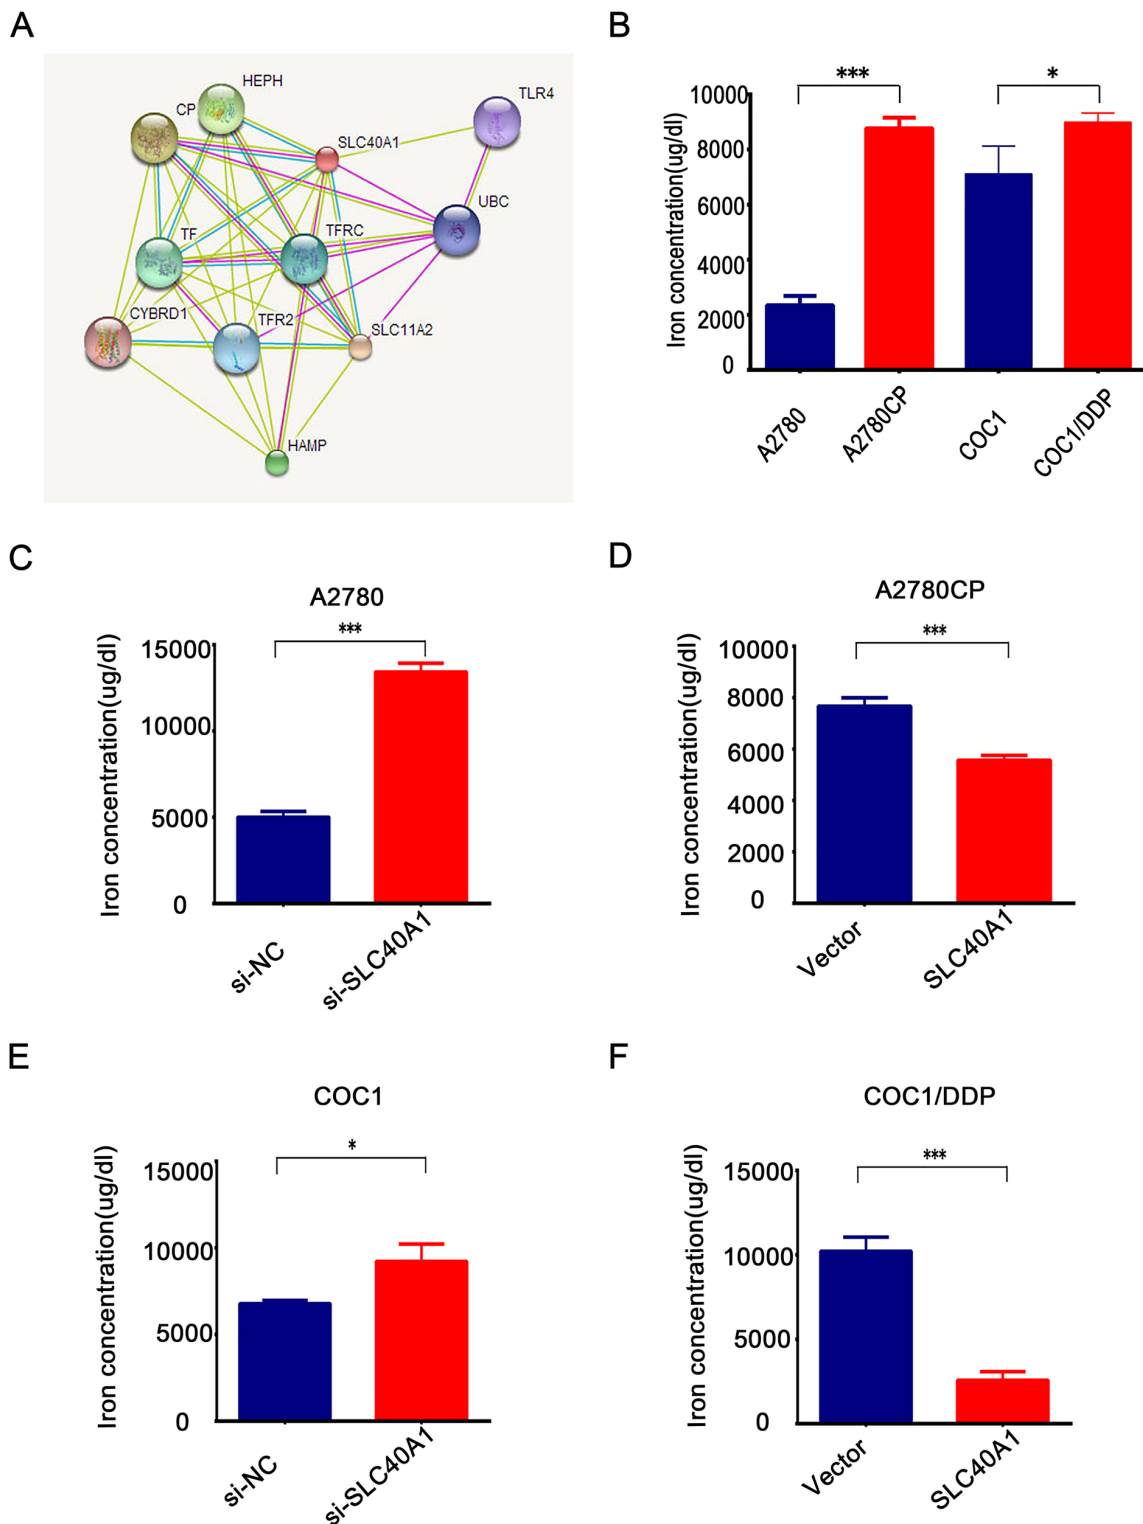 A
HEPH
CP
TLR4
SLC40A1
UBC
TF
TFRC
CYBRD1
TFR2
SLC11A2
HAMP
B
***
*
Iron concentration(ug/dl)
10000
8000
6000
4000
2000
0
A2780
A2780CP
COC1
COC1/DDP
C
A2780
***
Iron concentration(ug/dl)
15000
10000
5000
0
si-NC
si-SLC40A1
D
A2780CP
***
Iron concentration(ug/dl)
10000
8000
6000
4000
2000
0
Vector
SLC40A1
E
COC1
*
Iron concentration(ug/dl)
15000
10000
5000
0
si-NC
si-SLC40A1
F
COC1/DDP
***
Iron concentration(ug/dl)
15000
10000
5000
0
Vector
SLC40A1